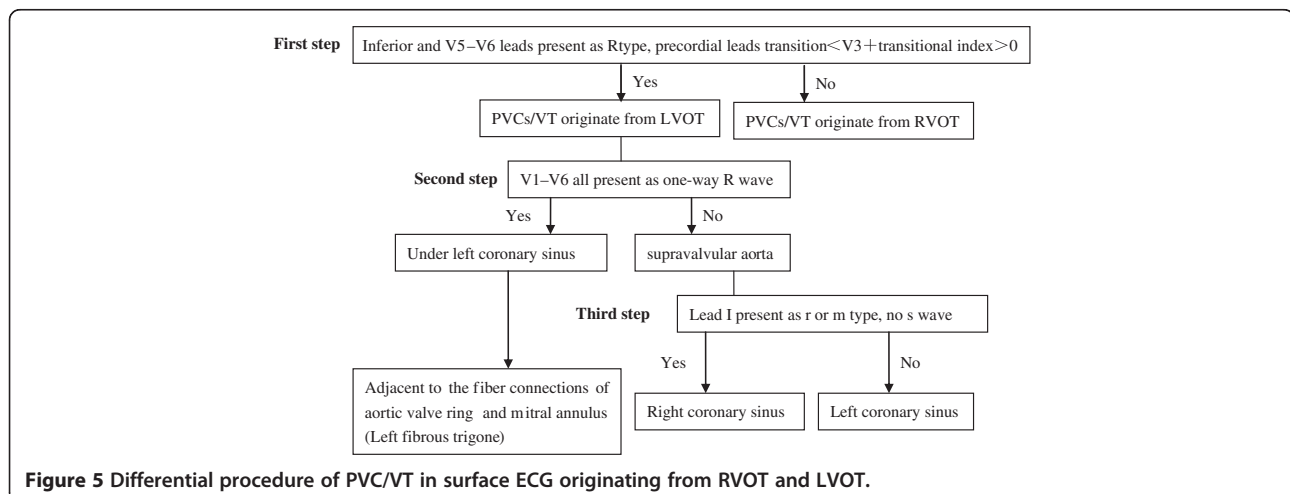 First step Inferior and V5–V6 leads present as Rtype, precordial leads transition<V3+transitional index>0
Yes No
PVCs/VT originate from LVOT PVCs/VT originate from RVOT
Second step V1–V6 all present as one-way R wave
Yes No
Under left coronary sinus supravalvular aorta
Third step Lead I present as r or m type, no s wave
Yes No
Adjacent to the fiber connections of
aortic valve ring and mitral annulus
(Left fibrous trigone)
Right coronary sinus Left coronary sinus
Figure 5 Differential procedure of PVC/VT in surface ECG originating from RVOT and LVOT.